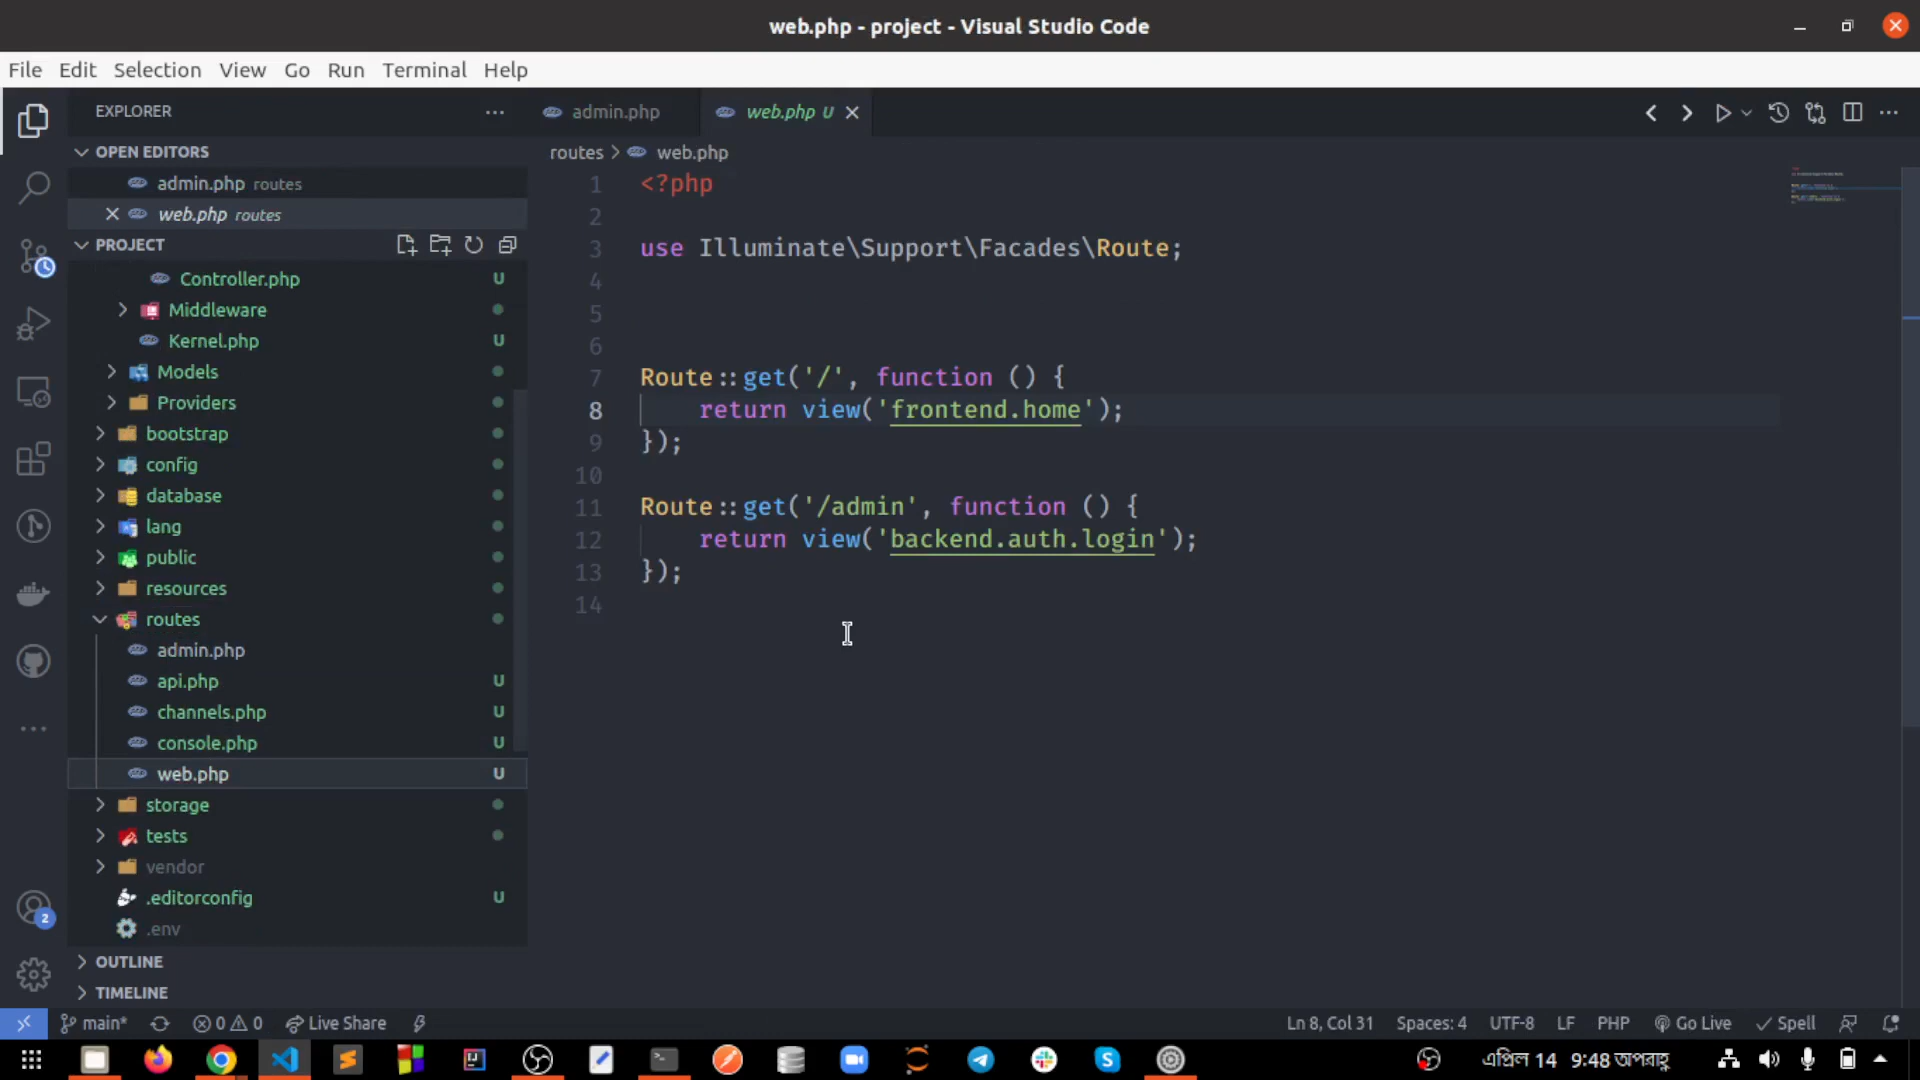 web.php - project - Visual Studio Code
File Edit Selection View Go Run Terminal Help
EXPLORER
admin.php
web.php U
OPEN EDITORS
admin.php routes
web.php routes
PROJECT
Controller.php U
Middleware
Kernel.php U
Models
Providers
bootstrap
config
database
lang
public
resources
routes
admin.php
api.php U
channels.php U
console.php U
web.php U
storage
tests
vendor
.editorconfig U
.env
OUTLINE
TIMELINE
routes > web.php
1 <?php
2
3 use Illuminate\Support\Facades\Route;
4
5
6
7 Route::get('/', function () {
8 return view('frontend.home');
9 });
10
11 Route::get('/admin', function () {
12 return view('backend.auth.login');
13 });
14
main* 0 0 Live Share Ln 8, Col 31 Spaces: 4 UTF-8 LF PHP Go Live Spell
2
এপ্রিল 14 9:48 অপরাহ্ণ